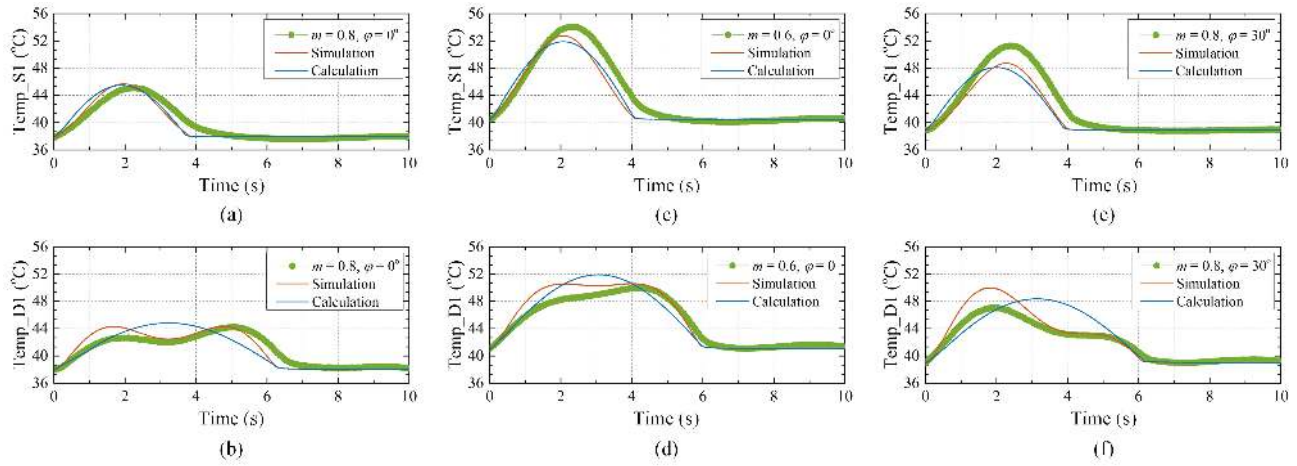 Temp_S1 (°C)
56
52
48
44
40
36
0 2 4 6 8 10
m = 0.8, φ = 0°
Simulation
Calculation
Time (s)
(a)
Temp_S1 (°C)
56
52
48
44
40
36
0 2 4 6 8 10
m = 0.6, φ = 0°
Simulation
Calculation
Time (s)
(c)
Temp_S1 (°C)
56
52
48
44
40
36
0 2 4 6 8 10
m = 0.8, φ = 30°
Simulation
Calculation
Time (s)
(e)
Temp_D1 (°C)
56
52
48
44
40
36
0 2 4 6 8 10
m = 0.8, φ = 0°
Simulation
Calculation
Time (s)
(b)
Temp_D1 (°C)
56
52
48
44
40
36
0 2 4 6 8 10
m = 0.6, φ = 0
Simulation
Calculation
Time (s)
(d)
Temp_D1 (°C)
56
52
48
44
40
36
0 2 4 6 8 10
m = 0.8, φ = 30°
Simulation
Calculation
Time (s)
(f)